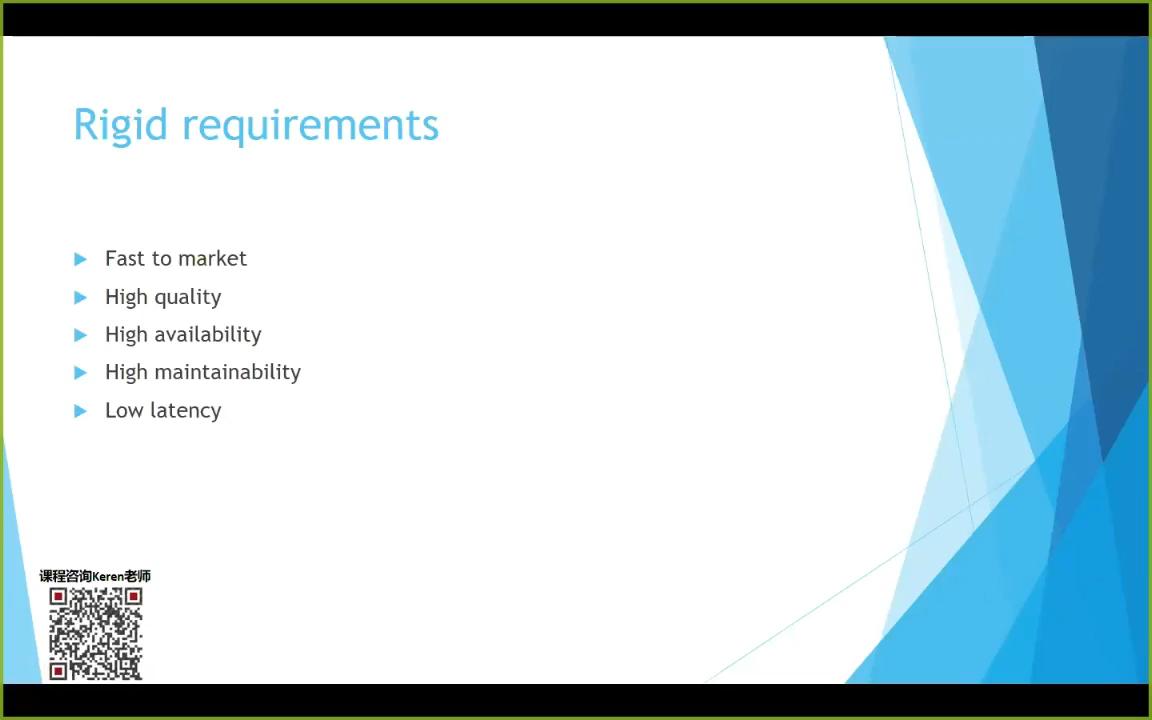 Rigid requirements
Fast to market
High quality
High availability
High maintainability
Low latency
课程咨询Keren老师